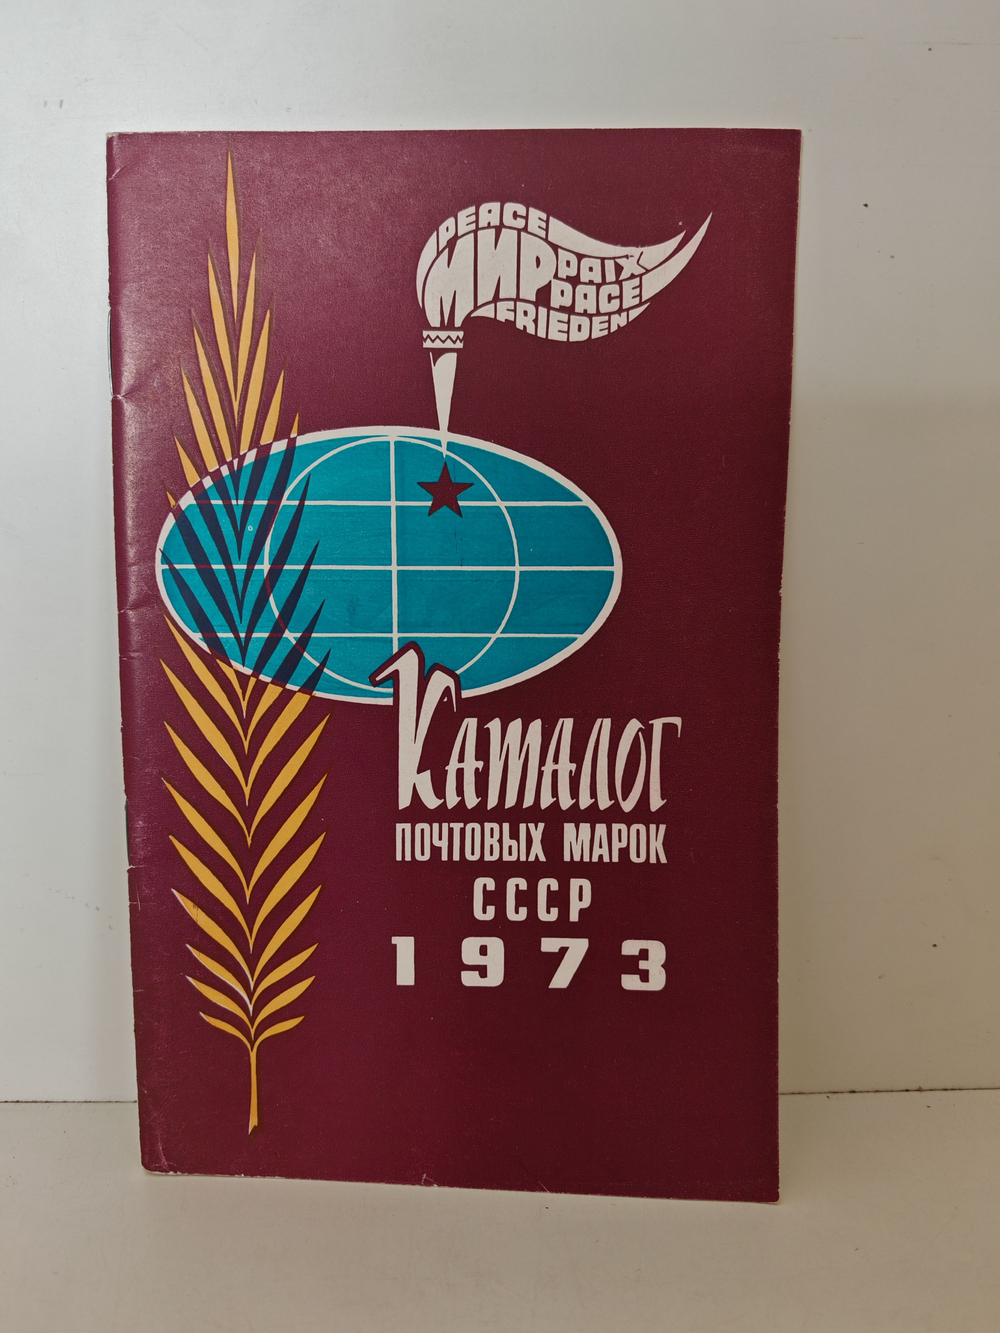 PEACE
МИР
PAIX
PACE
FRIEDEN
Каталог
ПОЧТОВЫХ МАРОК
СССР
1973